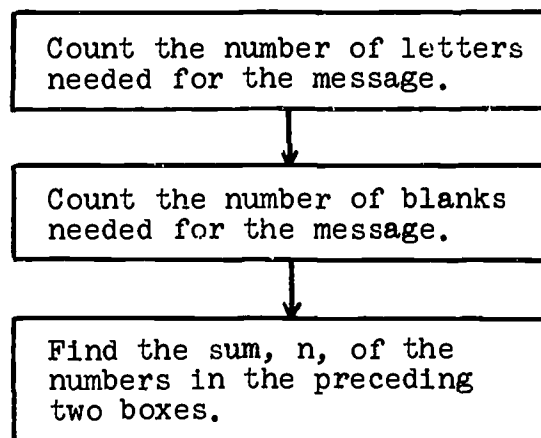 Count the number of letters
needed for the message.
Count the number of blanks
needed for the message.
Find the sum, n, of the
numbers in the preceding
two boxes.